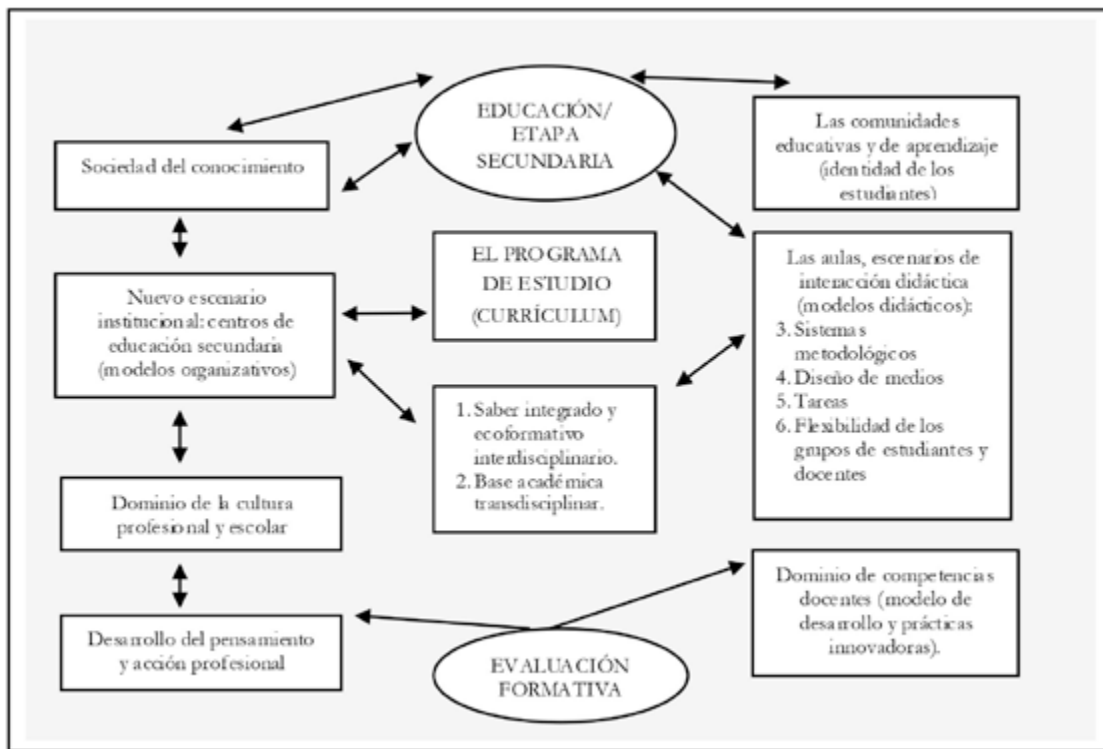 EDUCACIÓN/
ETAPA
SECUNDARIA
Sociedad del conocimiento
Las comunidades
educativas y de aprendizaje
(identidad de los
estudiantes)
EL PROGRAMA
DE ESTUDIO
(CURRÍCULUM)
Nuevo escenario
institucional: centros de
educación secundaria
(modelos organizativos)
Las aulas, escenarios de
interacción didáctica
(modelos didácticos):
3. Sistemas
metodológicos
4. Diseño de medios
5. Tareas
6. Flexibilidad de los
grupos de estudiantes y
docentes
1. Saber integrado y
ecoformativo
interdisciplinario.
2. Base académica
transdisciplinar.
Dominio de la cultura
profesional y escolar
Dominio de competencias
docentes (modelo de
desarrollo y prácticas
innovadoras).
Desarrollo del pensamiento
y acción profesional
EVALUACIÓN
FORMATIVA